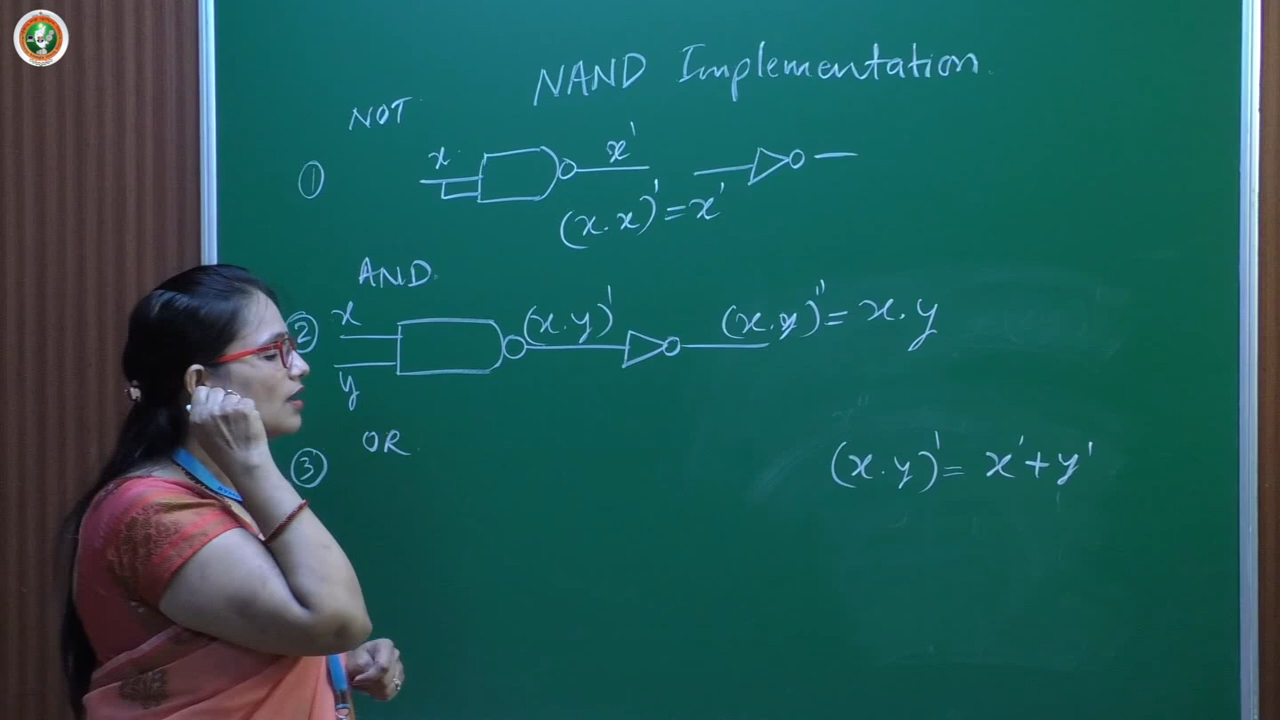 NAND Implementation.
NOT
① x x'
(x.x)' = x'
AND.
② x (x.y)' (x.y)'' = x.y
y
OR.
③
(x.y)' = x' + y'